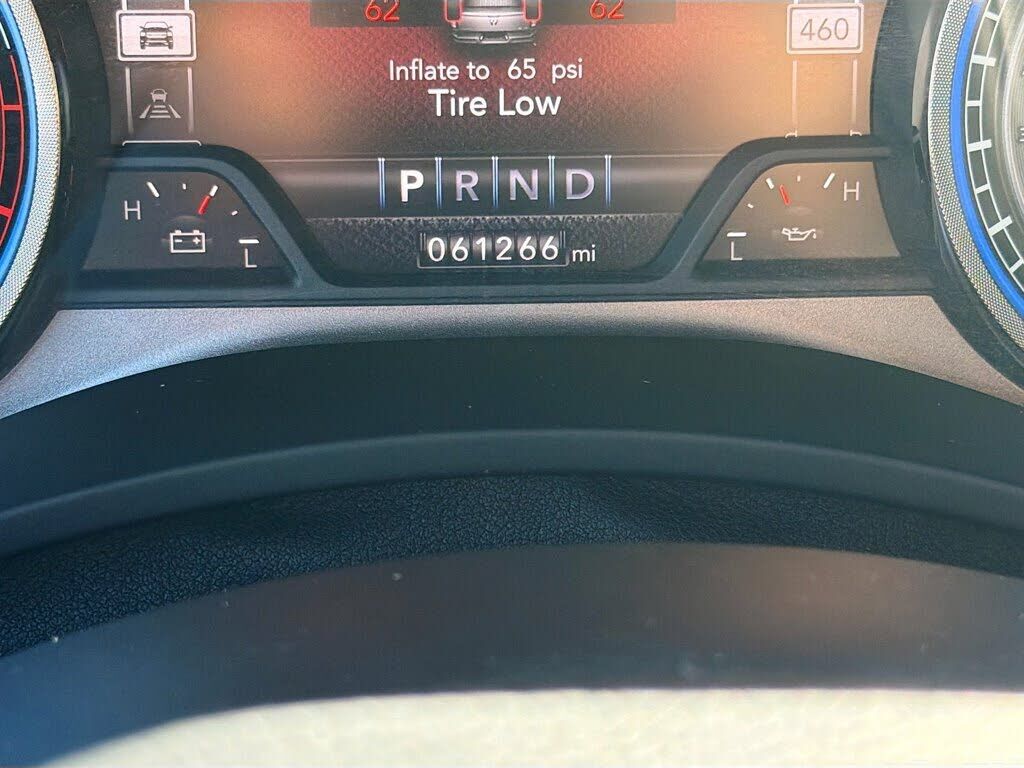 62 62
460
Inflate to 65 psi
Tire Low
P R N D
H L
L H
061266 mi